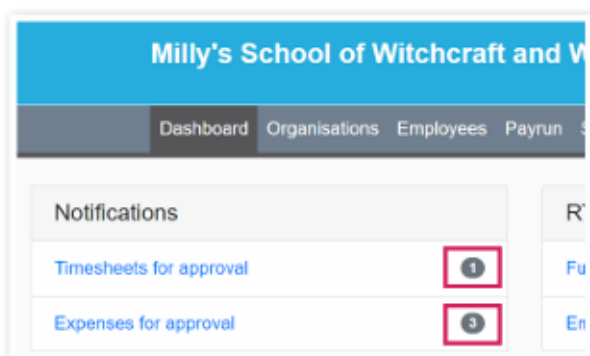 Milly's School of Witchcraft and
Dashboard Organisations Employees Payrun
Notifications
Timesheets for approval 1
Expenses for approval 3